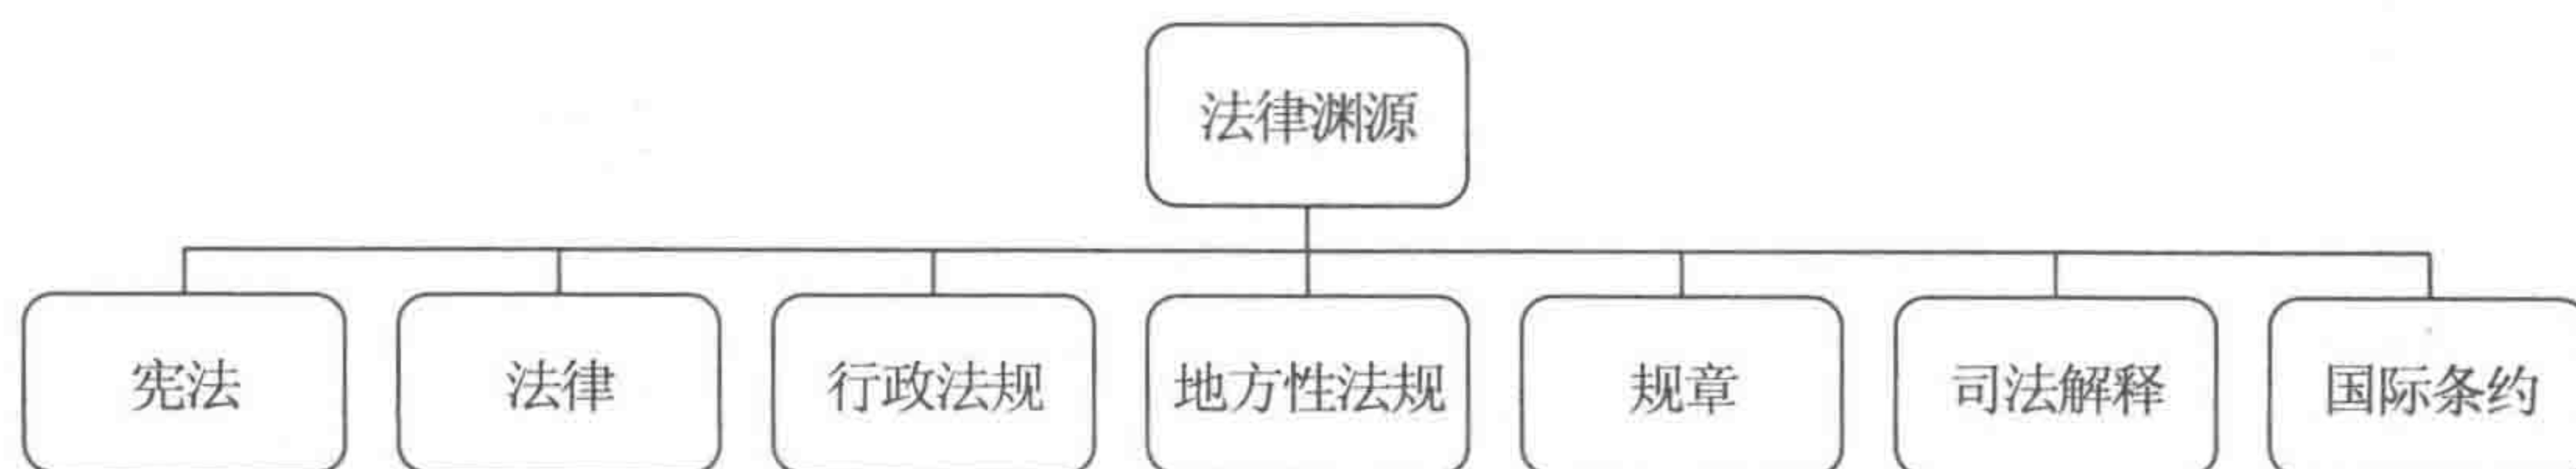 法律渊源
宪法
法律
行政法规
地方性法规
规章
司法解释
国际条约